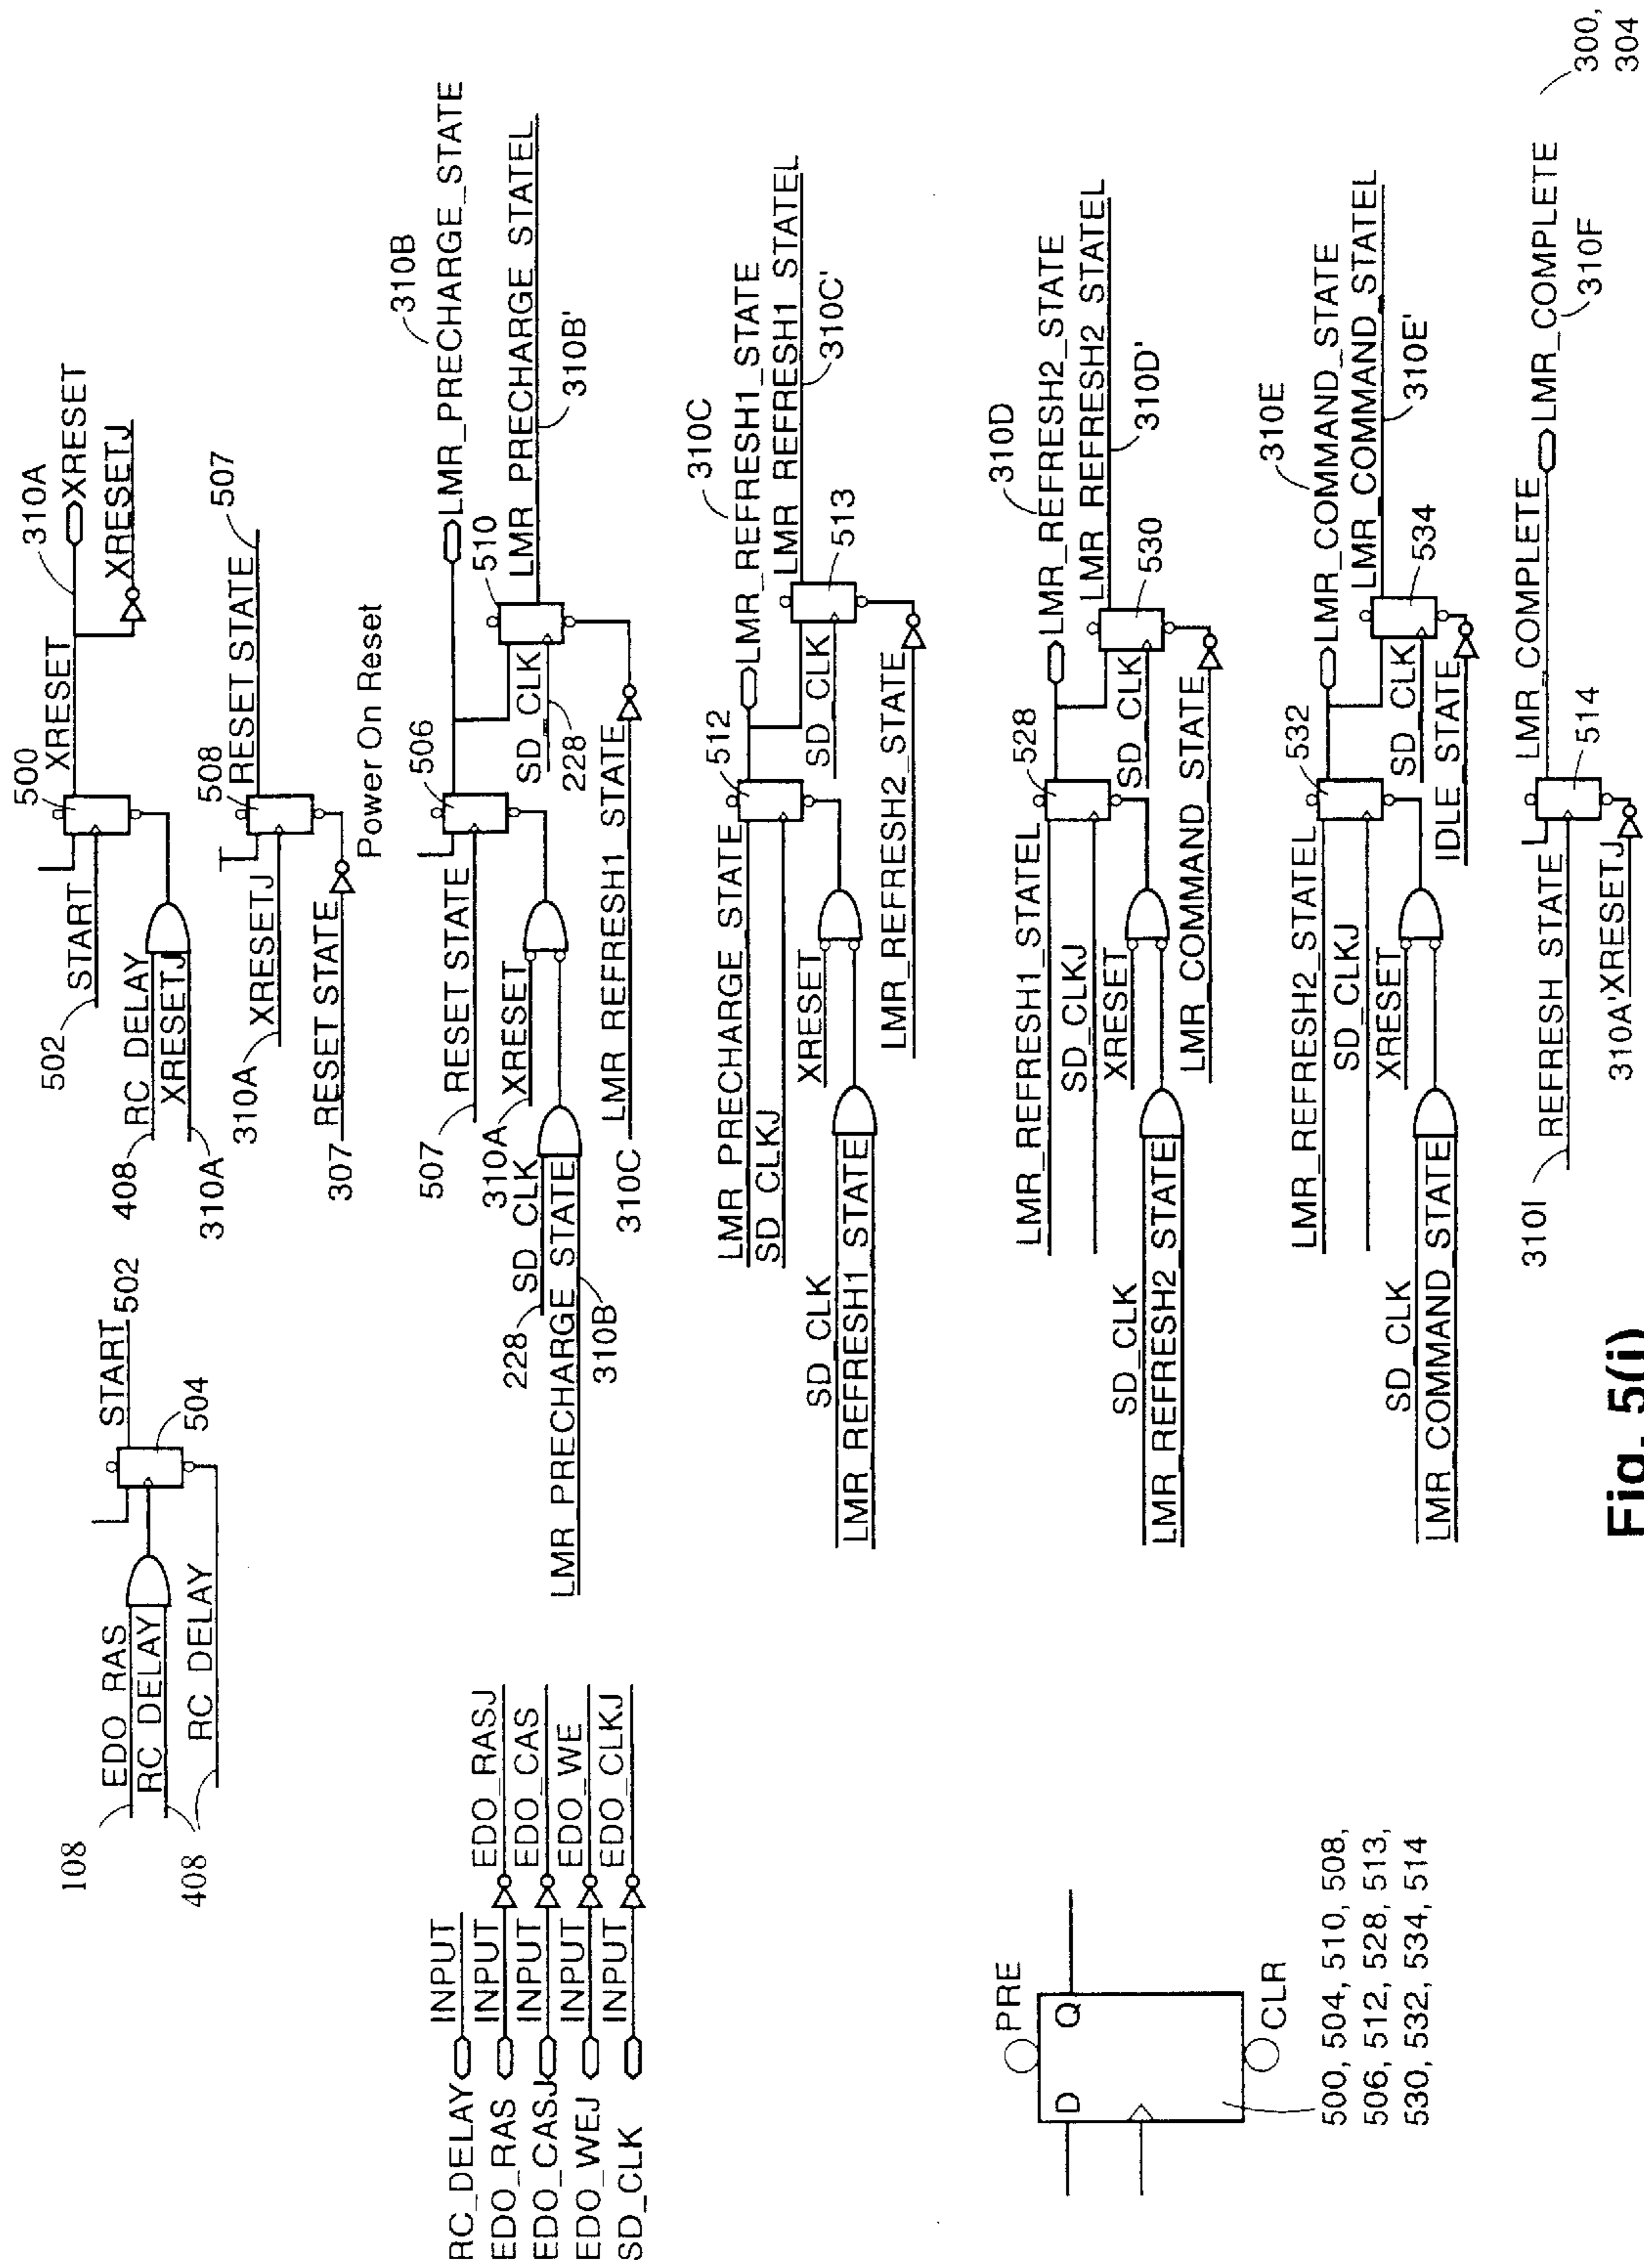 108
EDO_RAS
RC_DELAY
408
RC_DELAY
START
502
504
502
START
408
RC DELAY
XRESETJ
310A
500
XRESET
310A
XRESET
XRESETJ
310A
XRESETJ
RESET STATE
307
508
RESET STATE
507
Power On Reset
RC_DELAY INPUT
EDO_RAS INPUT EDO_RASJ
EDO_CASJ INPUT EDO_CAS
EDO_WEJ INPUT EDO_WE
SD_CLK INPUT EDO_CLKJ
507
RESET STATE
310A
XRESET
228
SD_CLK
LMR_PRECHARGE_STATE
310B
310C
LMR_REFRESH1_STATE
506
SD_CLK
228
510
310B
LMR_PRECHARGE_STATE
LMR_PRECHARGE_STATEL
310B'
LMR_PRECHARGE_STATE
SD_CLKJ
XRESET
SD_CLK
LMR_REFRESH1_STATE
LMR_REFRESH2_STATE
512
SD_CLK
513
310C
LMR_REFRESH1_STATE
LMR_REFRESH1_STATEL
310C'
LMR_REFRESH1_STATEL
SD_CLKJ
XRESET
SD_CLK
LMR_REFRESH2_STATE
LMR_COMMAND_STATE
528
SD_CLK
530
310D
LMR_REFRESH2_STATE
LMR_REFRESH2_STATEL
310D'
LMR_REFRESH2_STATEL
SD_CLKJ
XRESET
SD_CLK
LMR_COMMAND_STATE
IDLE_STATE
532
SD_CLK
534
310E
LMR_COMMAND_STATE
LMR_COMMAND_STATEL
310E'
310I
REFRESH_STATE
310A'
XRESETJ
514
LMR_COMPLETE
LMR_COMPLETE
310F
300,
304
PRE
D Q
CLR
500, 504, 510, 508,
506, 512, 528, 513,
530, 532, 534, 514
Fig. 5(i)